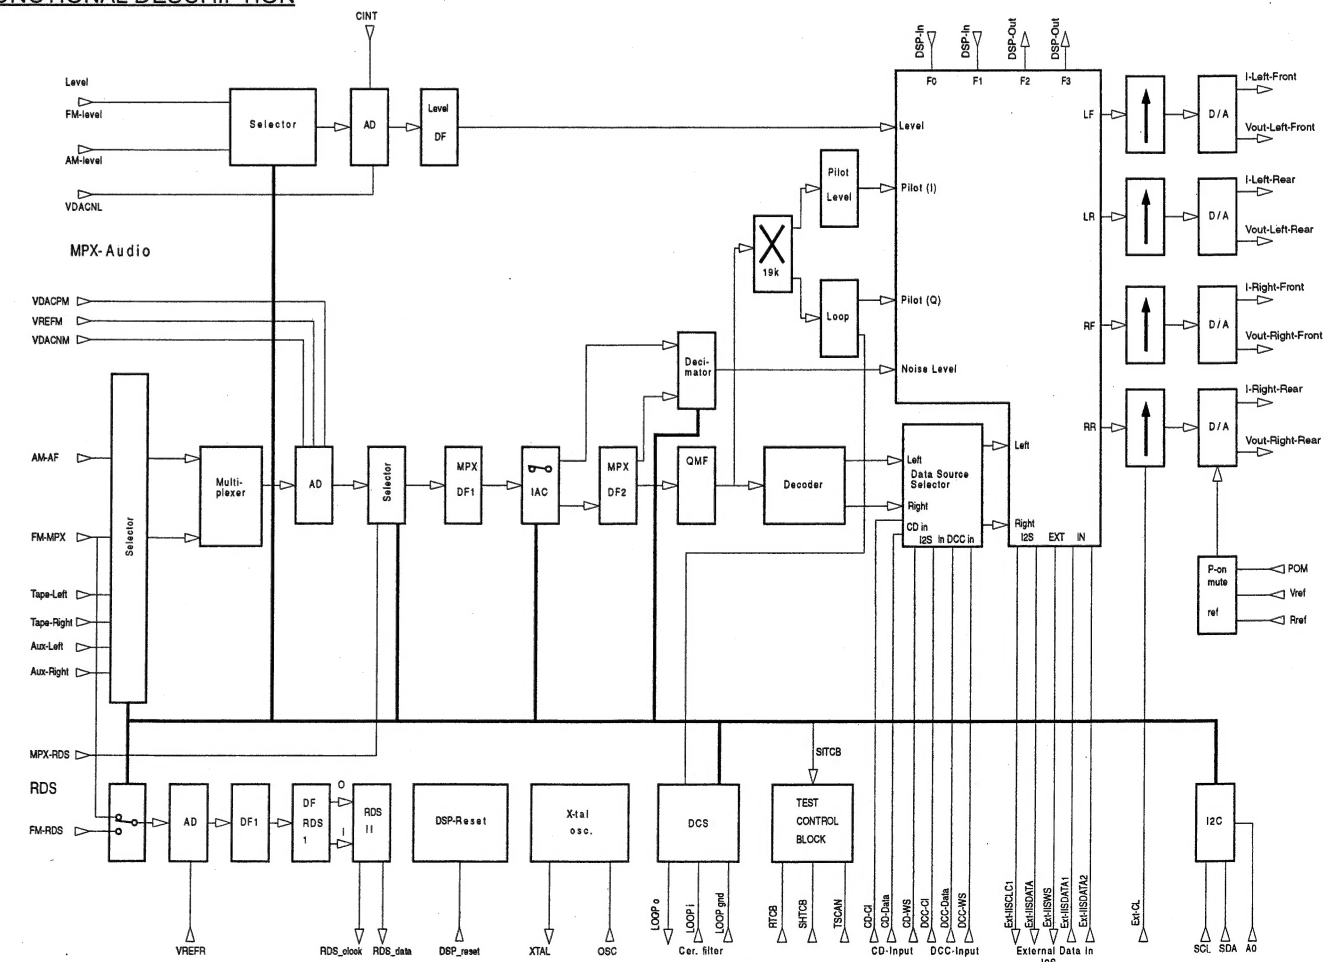 FUNCTIONAL DESCRIPTION
CINT
DSP-In
DSP-In
DSP-Out
DSP-Out
F0 F1 F2 F3
Level
FM-level
AM-level
VDACNL
Selector
AD
Level
DF
Level
Pilot
Level
Pilot (I)
19k
Loop
Pilot (Q)
Deci-
mator
Noise Level
LF
D/A
I-Left-Front
Vout-Left-Front
LR
D/A
I-Left-Rear
Vout-Left-Rear
RF
D/A
I-Right-Front
Vout-Right-Front
RR
D/A
I-Right-Rear
Vout-Right-Rear
MPX-Audio
VDACPM
VREFM
VDACNM
AM-AF
FM-MPX
Tape-Left
Tape-Right
Aux-Left
Aux-Right
Selector
Multi-
plexer
AD
Selector
MPX
DF1
IAC
MPX
DF2
QMF
Decoder
Left
Data Source
Selector
Right
CD in
I2S In DCC in
Left
Right
I2S EXT IN
P-on
mute
ref
POM
Vref
Rref
MPX-RDS
RDS
FM-RDS
AD
DF1
DF
RDS
1
O
I
RDS
II
DSP-Reset
X-tal
osc.
DCS
SITCB
TEST
CONTROL
BLOCK
I2C
VREFR
RDS_clock
RDS_data
DSP_reset
XTAL
OSC
LOOP o
LOOP i
LOOP gnd
Cer. filter
RTCB
SHTCB
TSCAN
CD-Cl
CD-Data
CD-WS
DCC-Cl
DCC-Data
DCC-WS
CD-Input
DCC-Input
Ext-IISCLC1
Ext-IISDATA
Ext-IISWS
Ext-IISDATA1
Ext-IISDATA2
External Data in
I2S
Ext-CL
SCL
SDA
A0